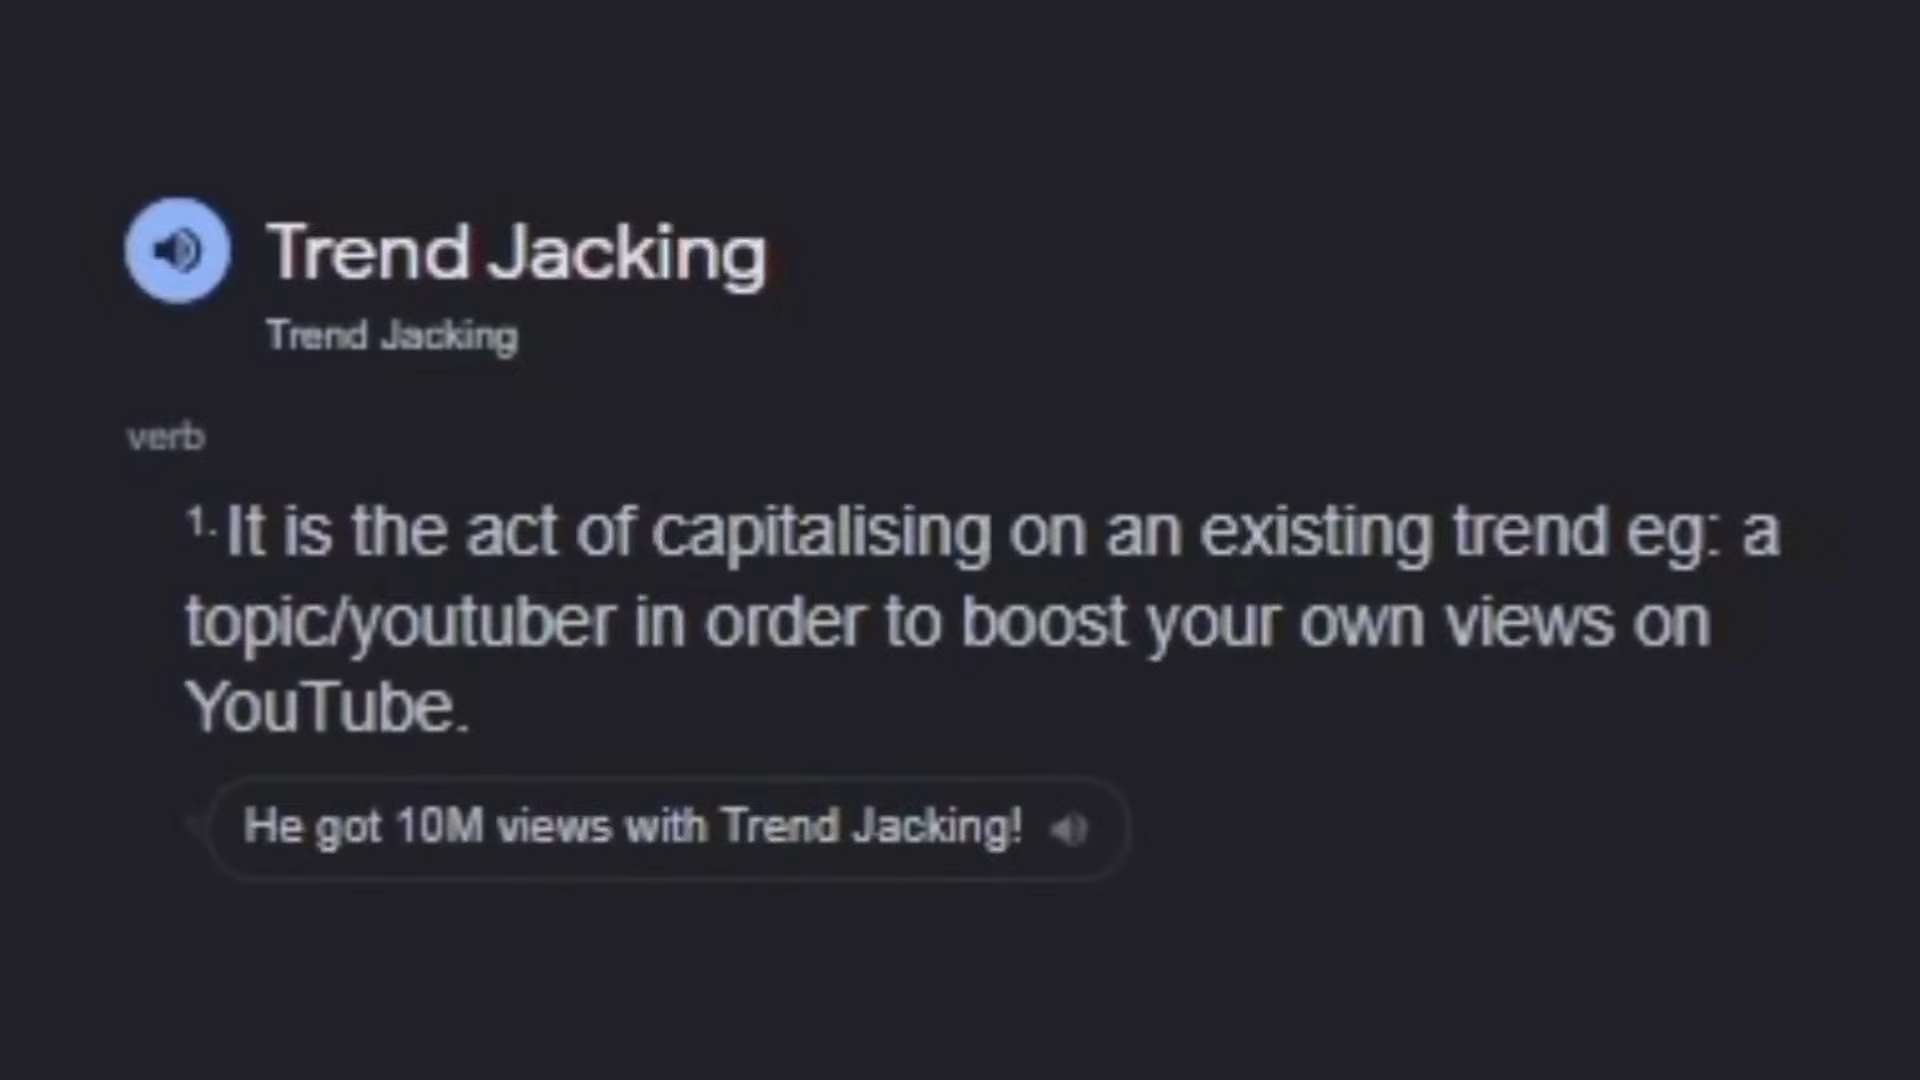 Trend Jacking
Trend Jacking
verb
1. It is the act of capitalising on an existing trend eg: a
topic/youtuber in order to boost your own views on
YouTube.
He got 10M views with Trend Jacking!